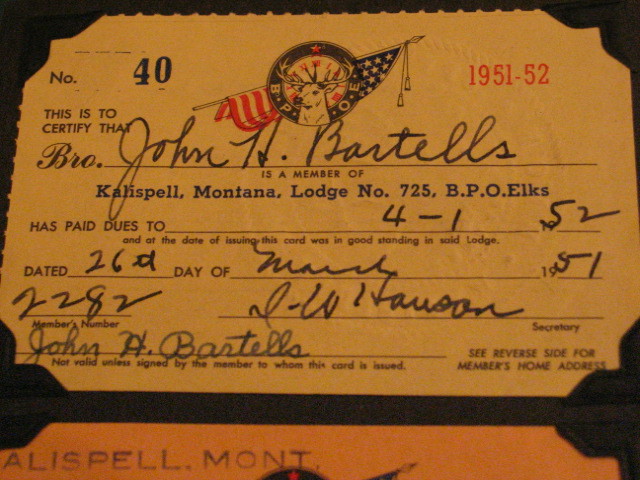 No. 40
B.P.O.E.
1951-52
THIS IS TO
CERTIFY THAT
Bro. John H. Bartells
IS A MEMBER OF
Kalispell, Montana, Lodge No. 725, B.P.O.Elks
HAS PAID DUES TO 4-1 1952
and at the date of issuing this card was in good standing in said Lodge.
DATED 26th DAY OF March 1951
2282
Member's Number
Secretary
John H. Bartells
Not valid unless signed by the member to whom this card is issued.
SEE REVERSE SIDE FOR
MEMBER'S HOME ADDRESS
ALISPELL, MONT.